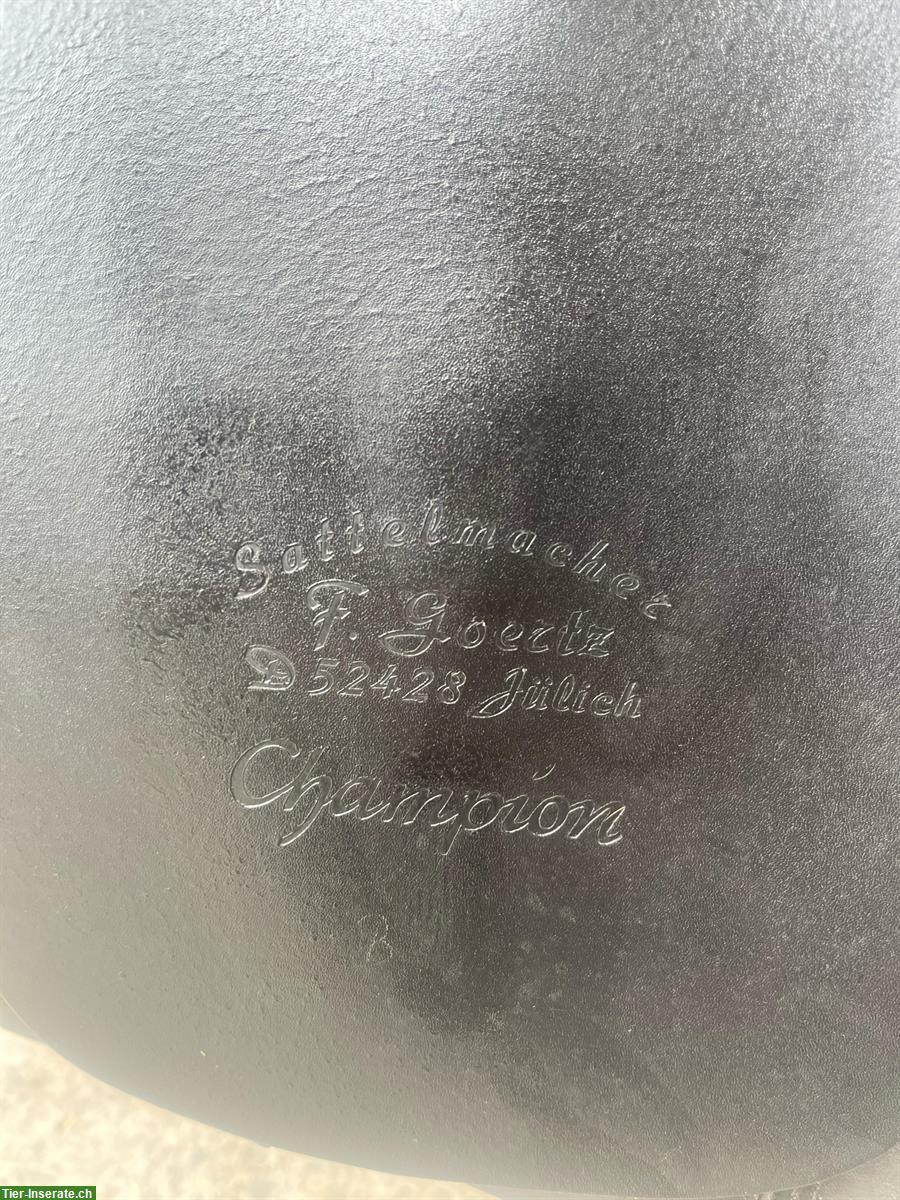 Sattelmacher
F. Goertz
D 52428 Jülich
Champion
Tier-Inserate.ch